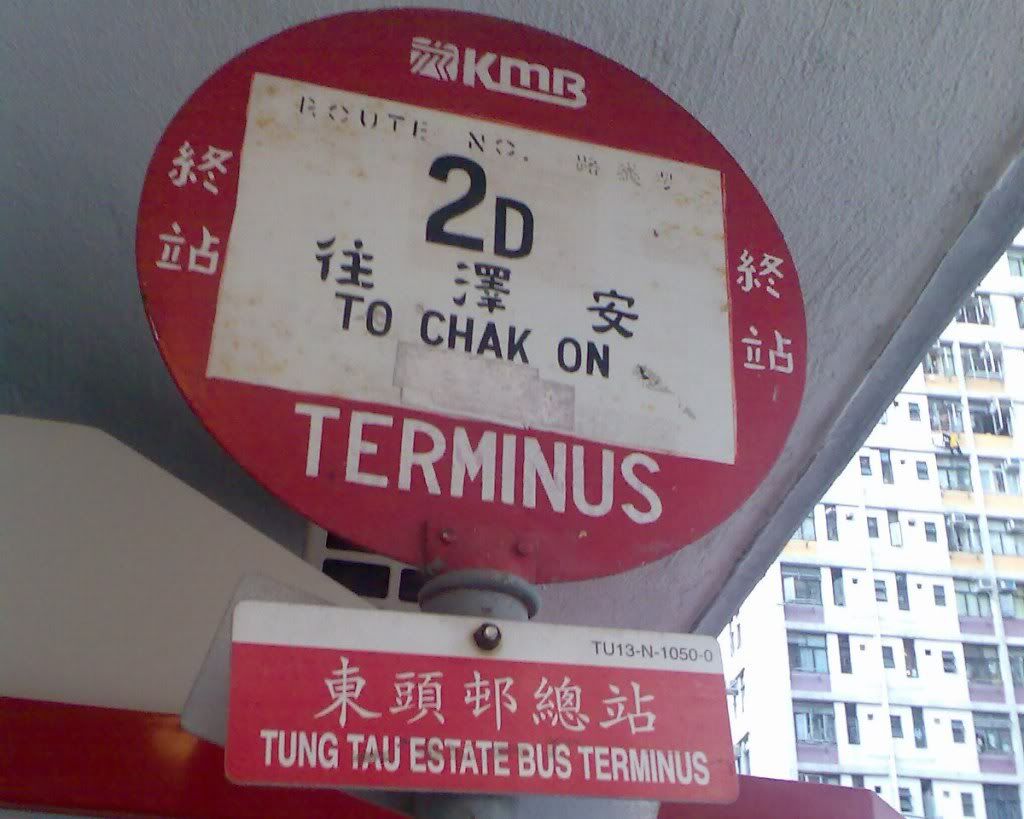 KMB
ROUTE NO. 路線
2D
往 澤 安
TO CHAK ON
終站
終站
TERMINUS
TU13-N-1050-0
東頭邨總站
TUNG TAU ESTATE BUS TERMINUS